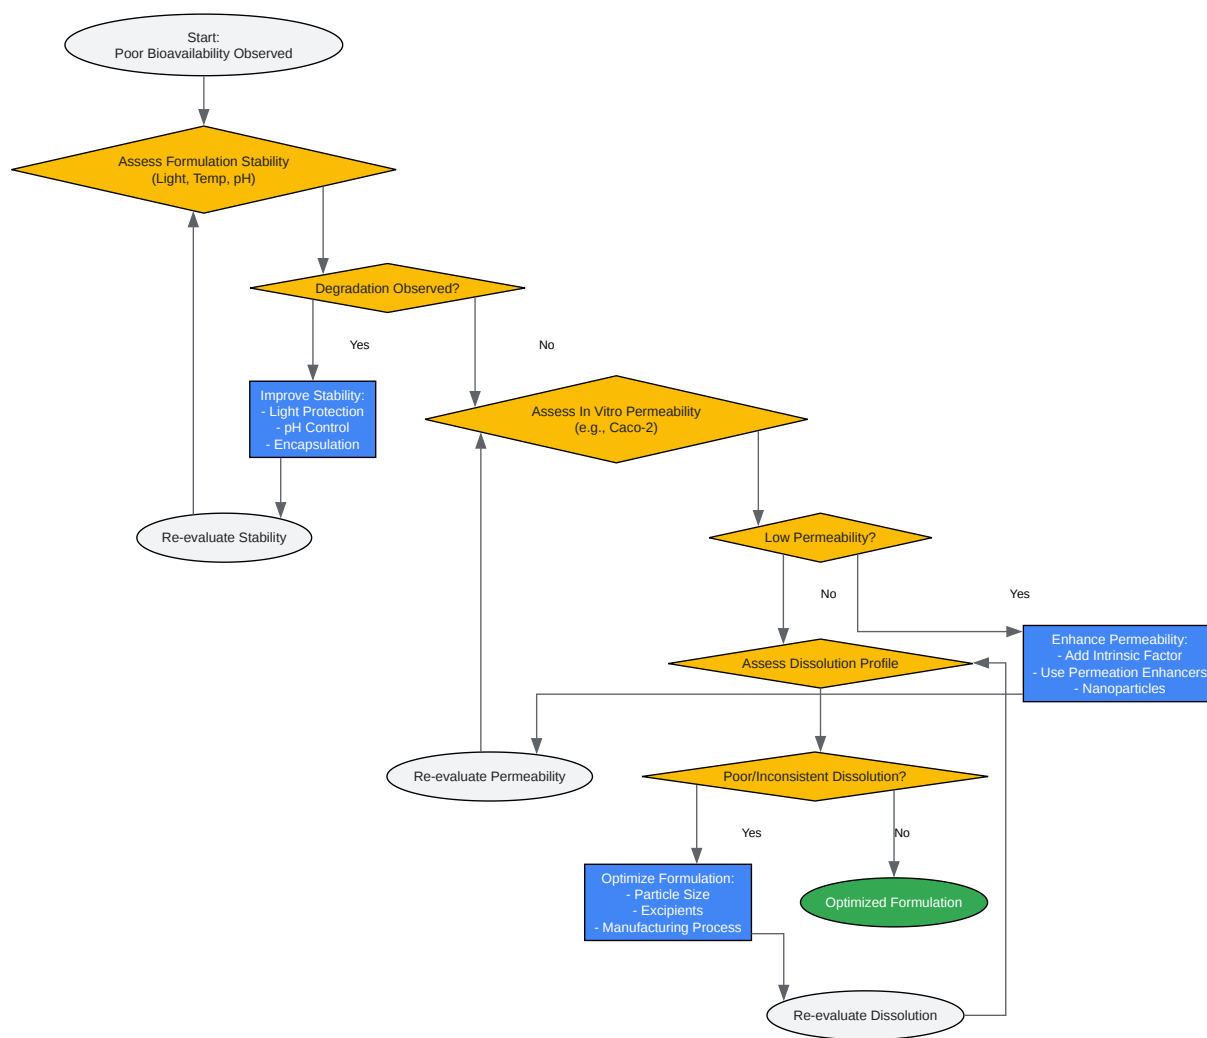 Start:
Poor Bioavailability Observed
Assess Formulation Stability
(Light, Temp, pH)
Degradation Observed?
Yes
No
Improve Stability:
- Light Protection
- pH Control
- Encapsulation
Assess In Vitro Permeability
(e.g., Caco-2)
Re-evaluate Stability
Low Permeability?
No
Yes
Enhance Permeability:
- Add Intrinsic Factor
- Use Permeation Enhancers
- Nanoparticles
Assess Dissolution Profile
Re-evaluate Permeability
Poor/Inconsistent Dissolution?
Yes
No
Optimize Formulation:
- Particle Size
- Excipients
- Manufacturing Process
Optimized Formulation
Re-evaluate Dissolution